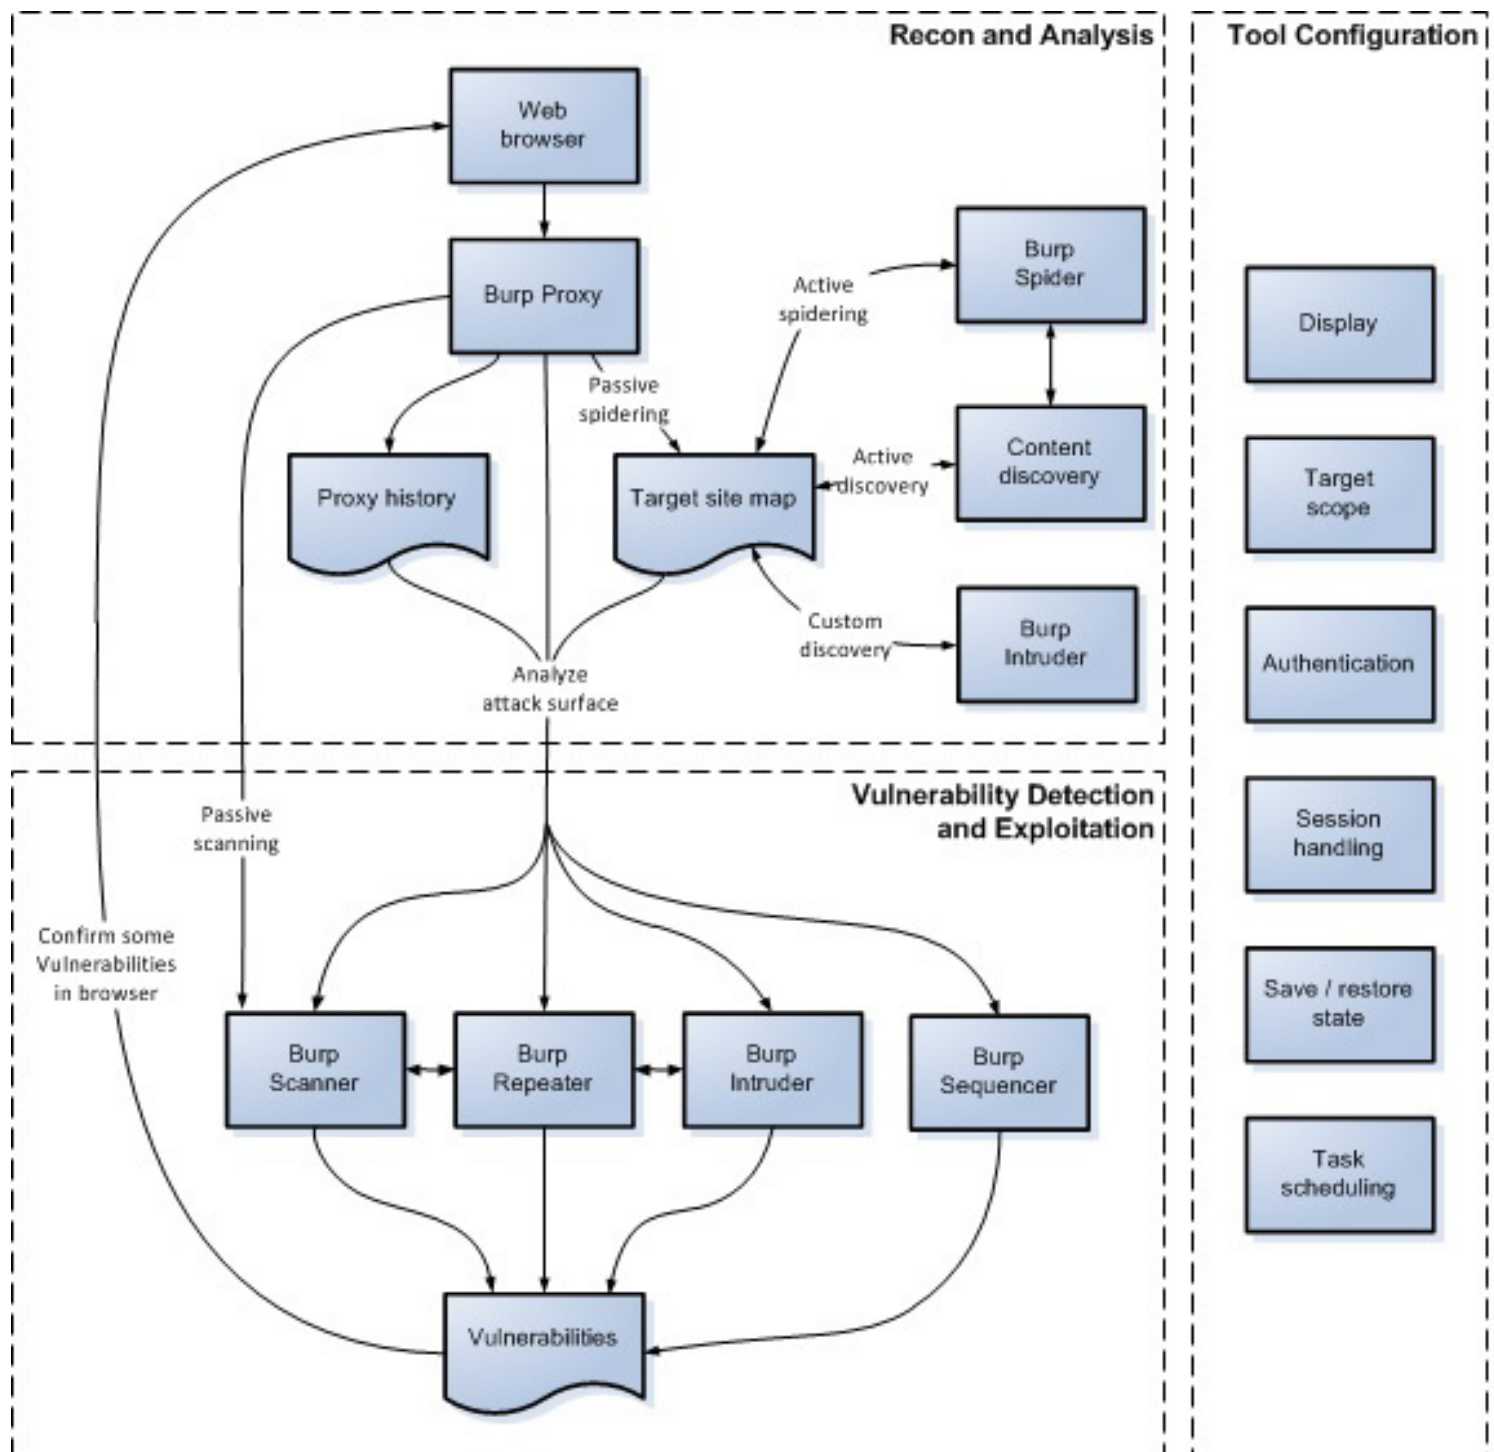 Recon and Analysis
Web
browser
Burp Proxy
Burp
Spider
Active
spidering
Passive
spidering
Content
discovery
Active
discovery
Proxy history
Target site map
Custom
discovery
Burp
Intruder
Analyze
attack surface
Vulnerability Detection
and Exploitation
Passive
scanning
Confirm some
Vulnerabilities
in browser
Burp
Scanner
Burp
Repeater
Burp
Intruder
Burp
Sequencer
Vulnerabilities
Tool Configuration
Display
Target
scope
Authentication
Session
handling
Save / restore
state
Task
scheduling